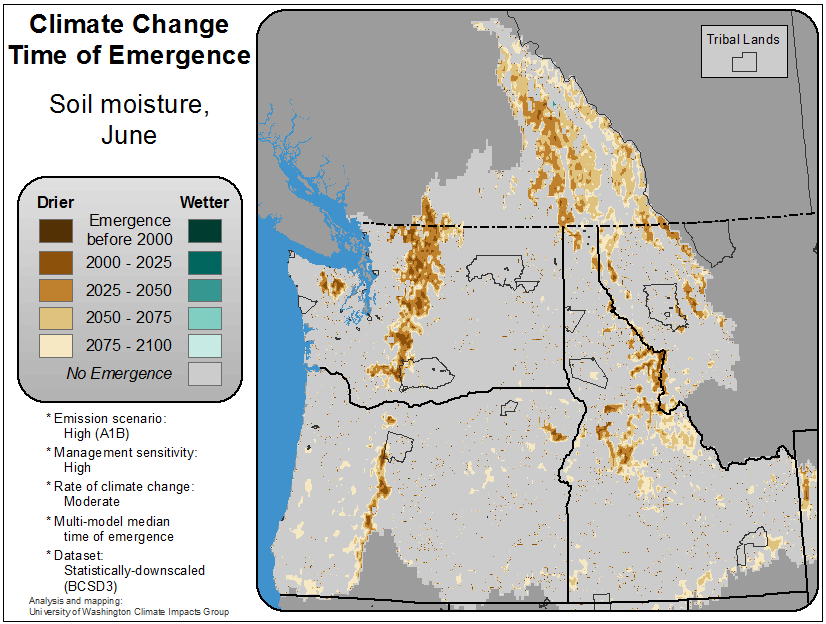 Climate Change
Time of Emergence
Soil moisture,
June
Drier
Wetter
Emergence
before 2000
2000 - 2025
2025 - 2050
2050 - 2075
2075 - 2100
No Emergence
* Emission scenario:
High (A1B)
* Management sensitivity:
High
* Rate of climate change:
Moderate
* Multi-model median
time of emergence
* Dataset:
Statistically-downscaled
(BCSD3)
Analysis and mapping:
University of Washington Climate Impacts Group
Tribal Lands